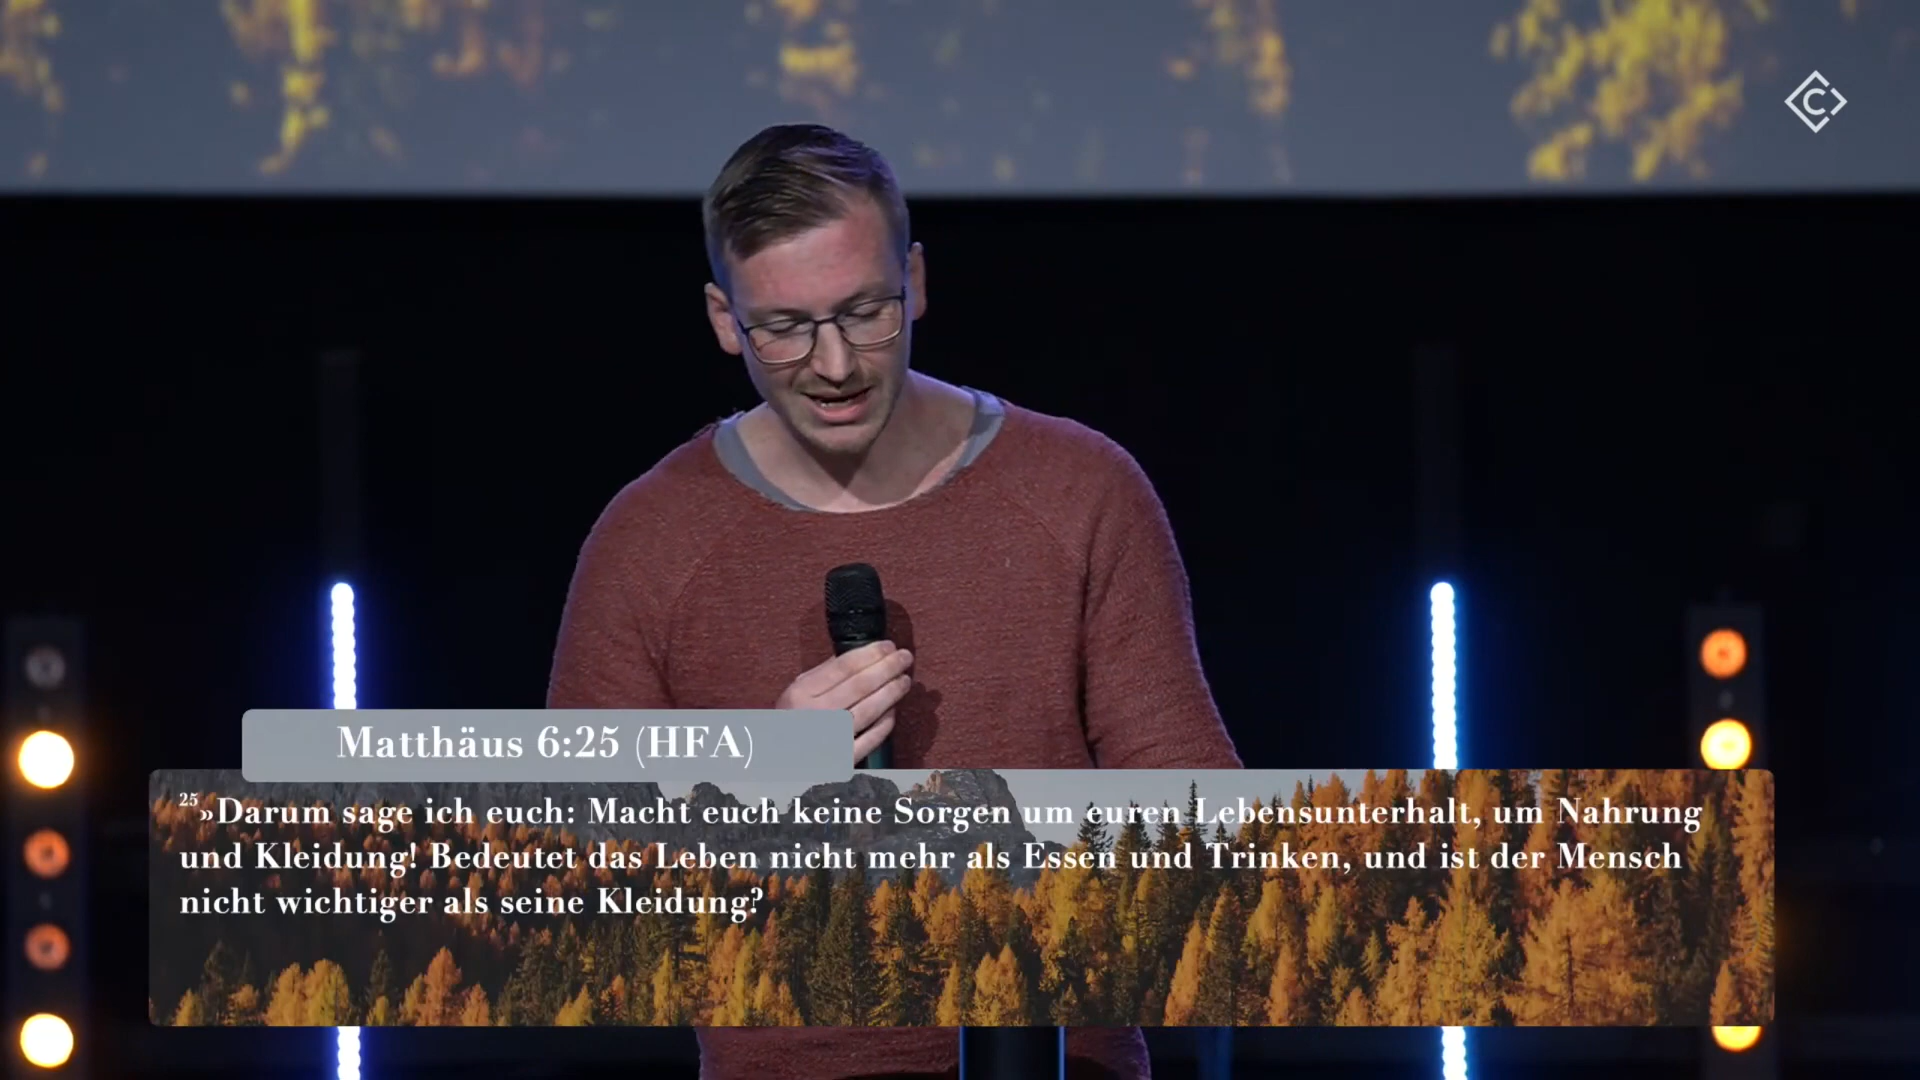 C
Matthäus 6:25 (HFA)
25»Darum sage ich euch: Macht euch keine Sorgen um euren Lebensunterhalt, um Nahrung
und Kleidung! Bedeutet das Leben nicht mehr als Essen und Trinken, und ist der Mensch
nicht wichtiger als seine Kleidung?